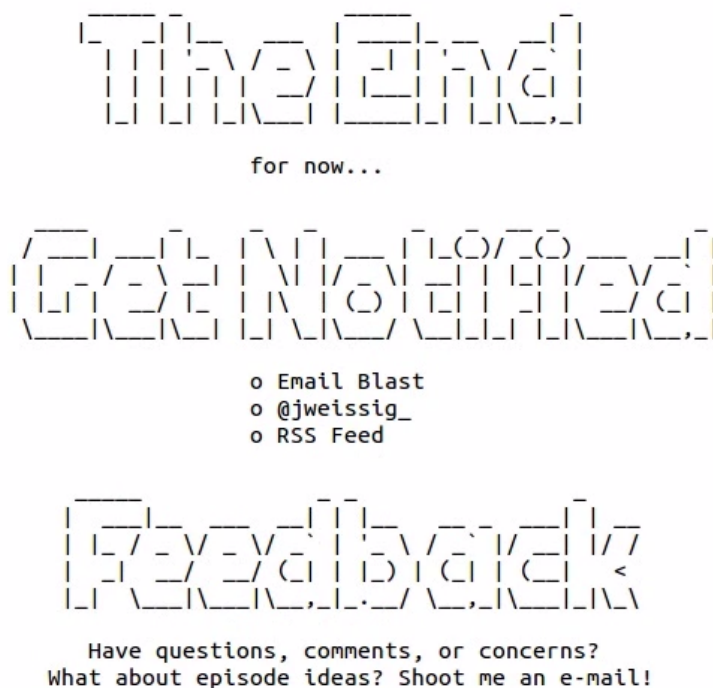 The End
for now...
Get Notified
o Email Blast
o @jweissig_
o RSS Feed
Feedback
Have questions, comments, or concerns?
What about episode ideas? Shoot me an e-mail!